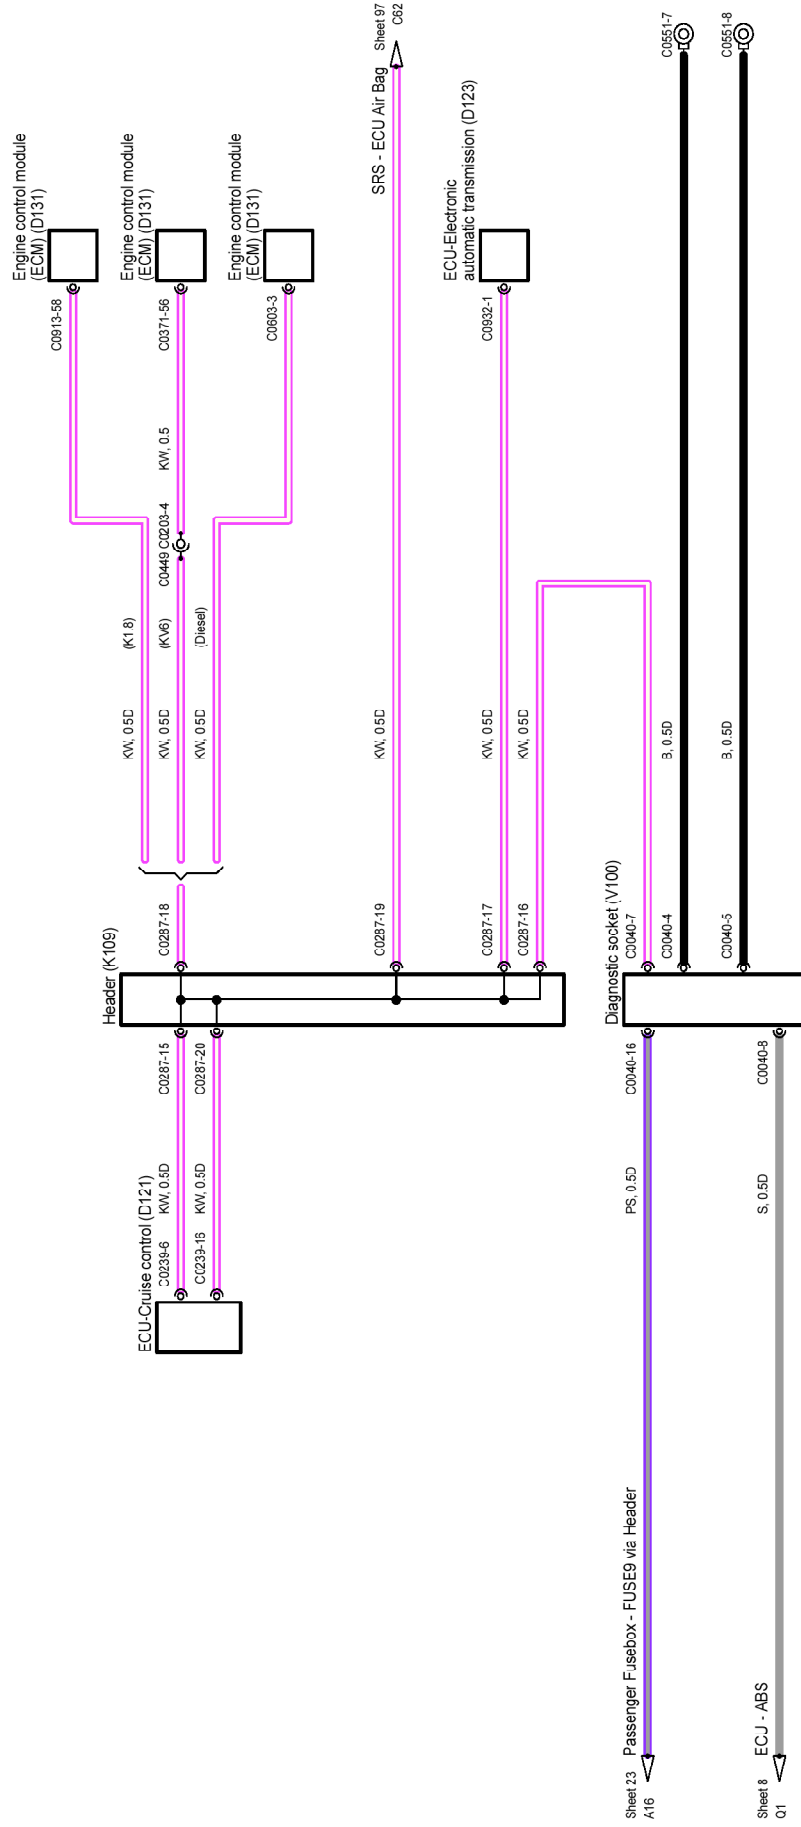 Engine control module
(ECM) (D131)
C0913-58
Engine control module
(ECM) (D131)
C0371-56
Engine control module
(ECM) (D131)
C0603-3
SRS - ECU Air Bag
Sheet 97
C62
ECU-Electronic
automatic transmission (D123)
C0932-1
C0551-7
C0551-8
KW, 0.5
C0449 C0203-4
(K1.8)
(KV6)
(Diesel)
KW, 0.5D
KW, 0.5D
KW, 0.5D
KW, 0.5D
KW, 0.5D
KW, 0.5D
B, 0.5D
B, 0.5D
Header (K109)
C0287-18
C0287-19
C0287-17
C0287-16
Diagnostic socket (V100)
C0040-7
C0040-4
C0040-5
C0287-15
C0287-20
C0040-16
C0040-8
ECU-Cruise control (D121)
C0239-6
KW, 0.5D
C0239-16
KW, 0.5D
PS, 0.5D
S, 0.5D
Passenger Fusebox - FUSE9 via Header
Sheet 23
A16
ECU - ABS
Sheet 8
Q1